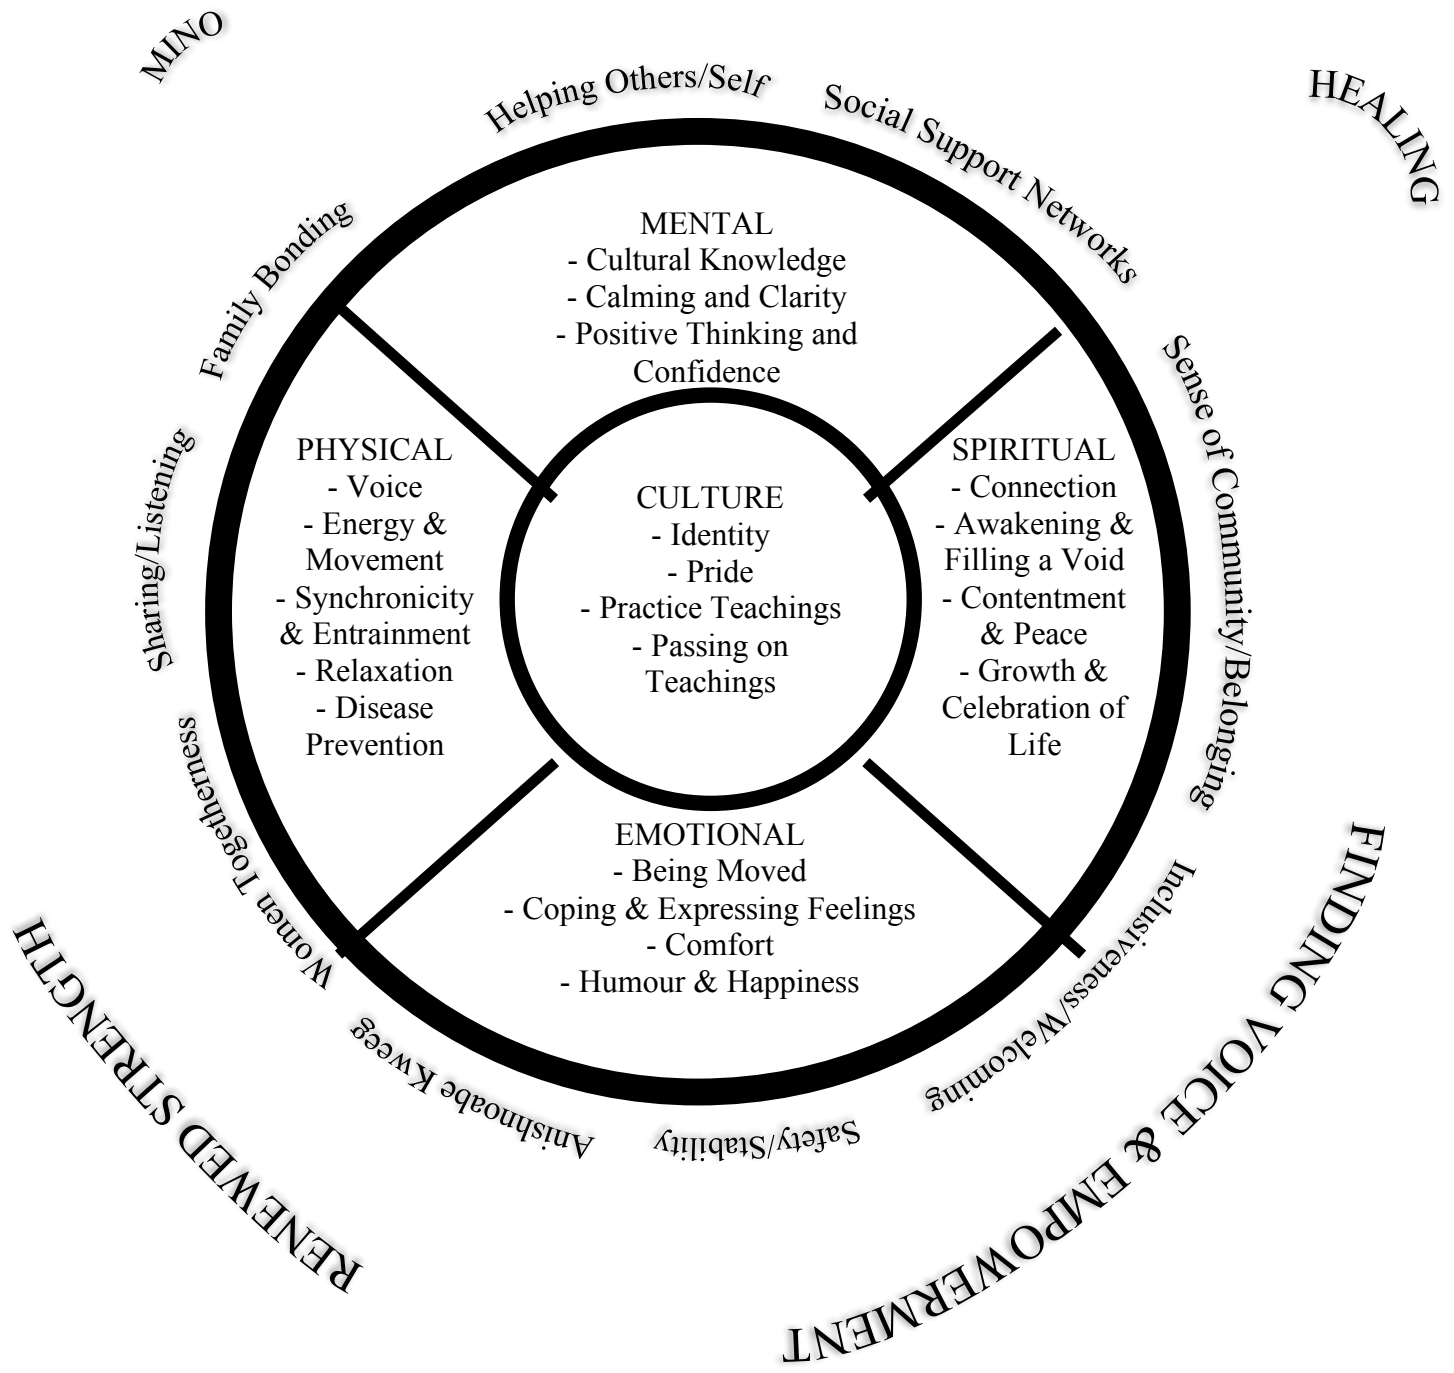 MINO
HEALING
Helping Others/Self
Social Support Networks
Family Bonding
Sense of Community/Belonging
Sharing/Listening
MENTAL
- Cultural Knowledge
- Calming and Clarity
- Positive Thinking and
Confidence
PHYSICAL
- Voice
- Energy &
Movement
- Synchronicity
& Entrainment
- Relaxation
- Disease
Prevention
CULTURE
- Identity
- Pride
- Practice Teachings
- Passing on
Teachings
SPIRITUAL
- Connection
- Awakening &
Filling a Void
- Contentment
& Peace
- Growth &
Celebration of
Life
EMOTIONAL
- Being Moved
- Coping & Expressing Feelings
- Comfort
- Humour & Happiness
Women Togetherness
Inclusiveness/Welcoming
Anishnoabe Kweeg
Safety/Stability
RENEWED STRENGTH
FINDING VOICE & EMPOWERMENT